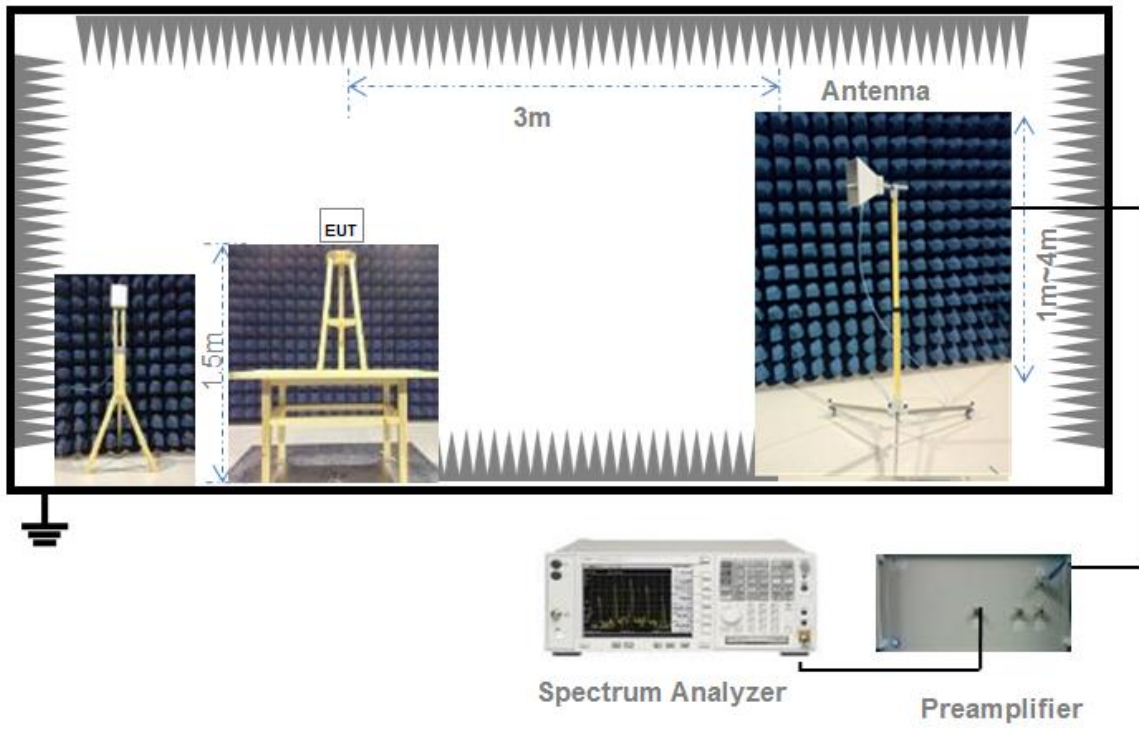 Antenna
3m
EUT
1.5m
1m~4m
Spectrum Analyzer
Preamplifier